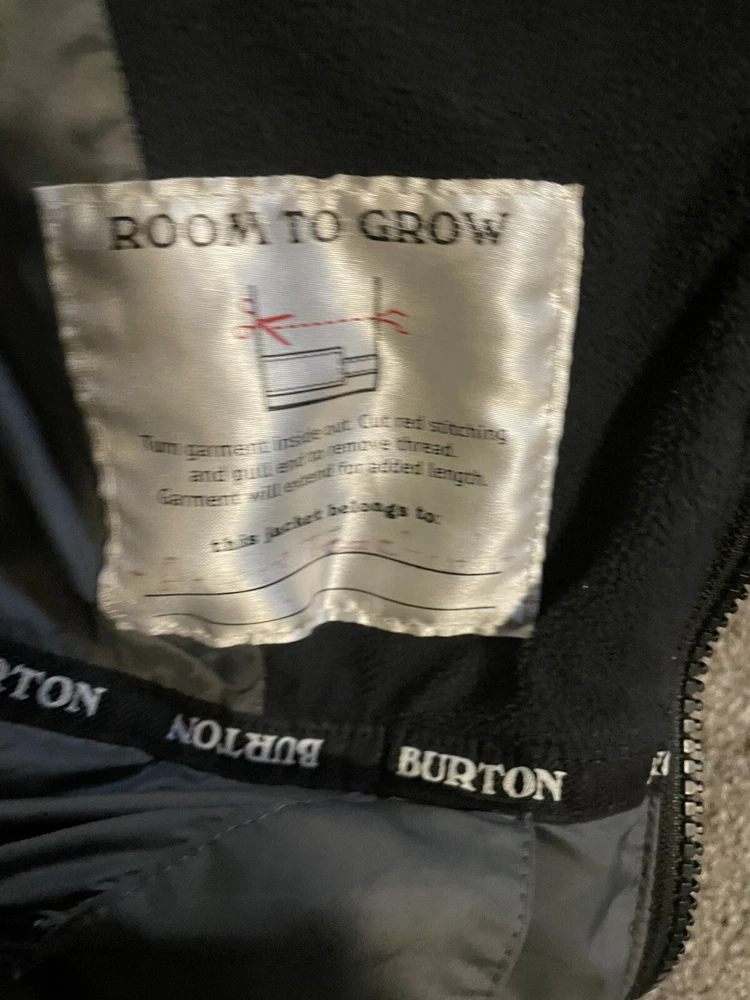 ROOM TO GROW
Turn garment inside out. Cut red stitching
and pull end to remove thread.
Garment will extend for added length.
this jacket belongs to:
RTON BURTON BURTON